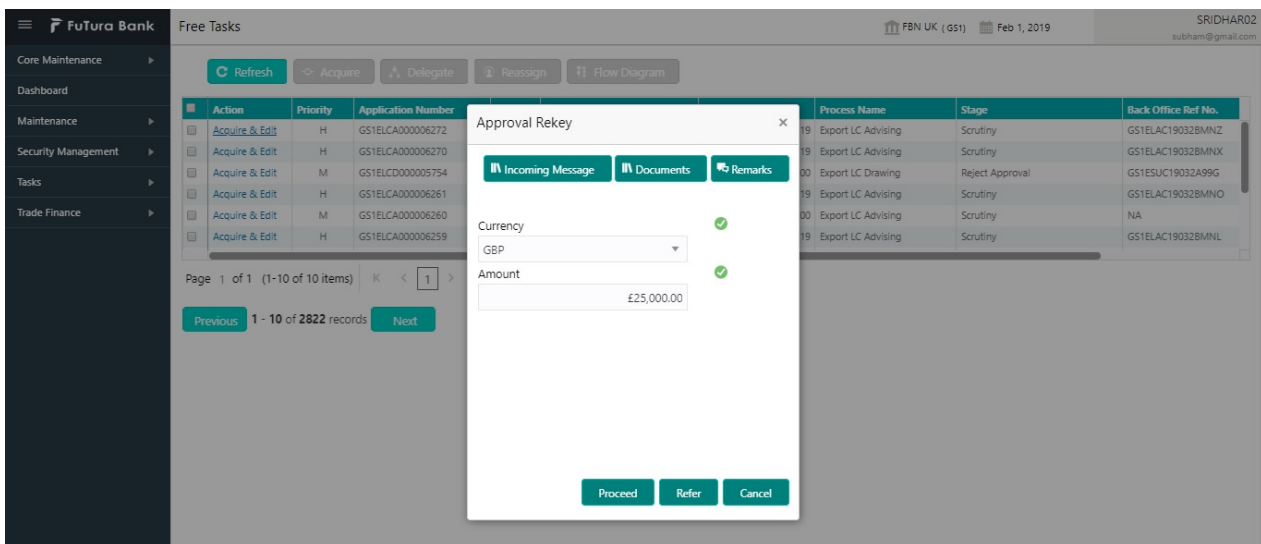 FuTura Bank
Free Tasks
FBN UK ( GS1)
Feb 1, 2019
SRIDHAR02
subham@gmail.com
Core Maintenance
Dashboard
Maintenance
Security Management
Tasks
Trade Finance
Refresh Acquire Delegate Reassign Flow Diagram
Action Priority Application Number Process Name Stage Back Office Ref No.
Acquire & Edit H GS1ELCA000006272 19 Export LC Advising Scrutiny GS1ELAC19032BMNZ
Acquire & Edit H GS1ELCA000006270 19 Export LC Advising Scrutiny GS1ELAC19032BMNX
Acquire & Edit M GS1ELCD000005754 00 Export LC Drawing Reject Approval GS1ESUC19032A99G
Acquire & Edit H GS1ELCA000006261 19 Export LC Advising Scrutiny GS1ELAC19032BMNO
Acquire & Edit M GS1ELCA000006260 00 Export LC Advising Scrutiny NA
Acquire & Edit H GS1ELCA000006259 19 Export LC Advising Scrutiny GS1ELAC19032BMNL
Page 1 of 1 (1-10 of 10 items) K < 1 >
Previous 1 - 10 of 2822 records Next
Approval Rekey ×
Incoming Message Documents Remarks
Currency
GBP
Amount
£25,000.00
Proceed Refer Cancel